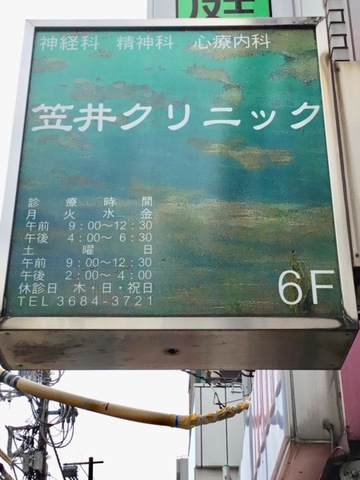 神経科 精神科 心療内科
笠井クリニック
診療時間
月火水金
午前 9:00〜12:30
午後 4:00〜 6:30
土曜日
午前 9:00〜12:30
午後 2:00〜 4:00
休診日 木・日・祝日
TEL 3684-3721
6F